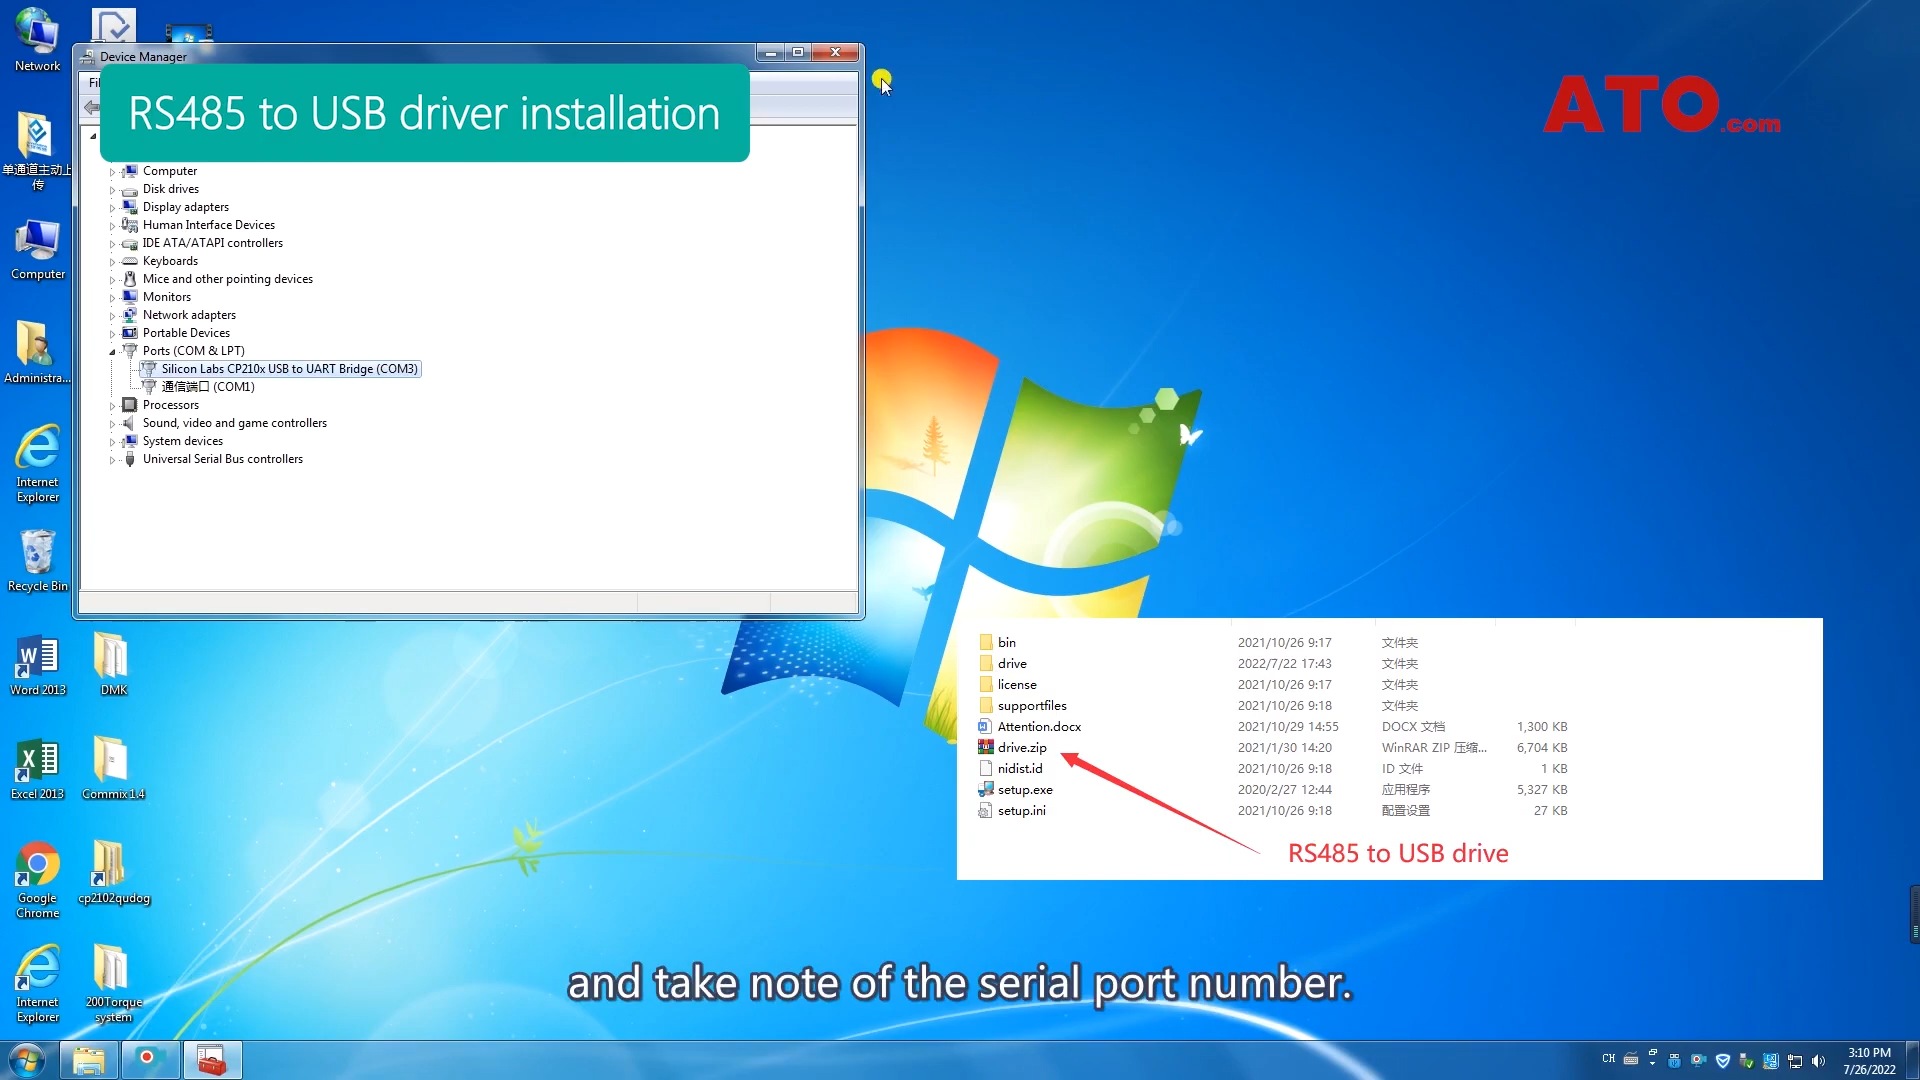 Network
Device Manager
Fil
RS485 to USB driver installation
ATO.com
单通道主动上
传
Computer
Administra...
Internet
Explorer
Recycle Bin
Computer
Disk drives
Display adapters
Human Interface Devices
IDE ATA/ATAPI controllers
Keyboards
Mice and other pointing devices
Monitors
Network adapters
Portable Devices
Ports (COM & LPT)
Silicon Labs CP210x USB to UART Bridge (COM3)
通信端口 (COM1)
Processors
Sound, video and game controllers
System devices
Universal Serial Bus controllers
Word 2013
DMK
Excel 2013
Commix 1.4
Google
Chrome
cp2102qudog
Internet
Explorer
200Torque
system
bin 2021/10/26 9:17 文件夹
drive 2022/7/22 17:43 文件夹
license 2021/10/26 9:17 文件夹
supportfiles 2021/10/26 9:18 文件夹
Attention.docx 2021/10/29 14:55 DOCX 文档 1,300 KB
drive.zip 2021/1/30 14:20 WinRAR ZIP 压缩... 6,704 KB
nidist.id 2021/10/26 9:18 ID 文件 1 KB
setup.exe 2020/2/27 12:44 应用程序 5,327 KB
setup.ini 2021/10/26 9:18 配置设置 27 KB
RS485 to USB drive
and take note of the serial port number.
CH
3:10 PM
7/26/2022